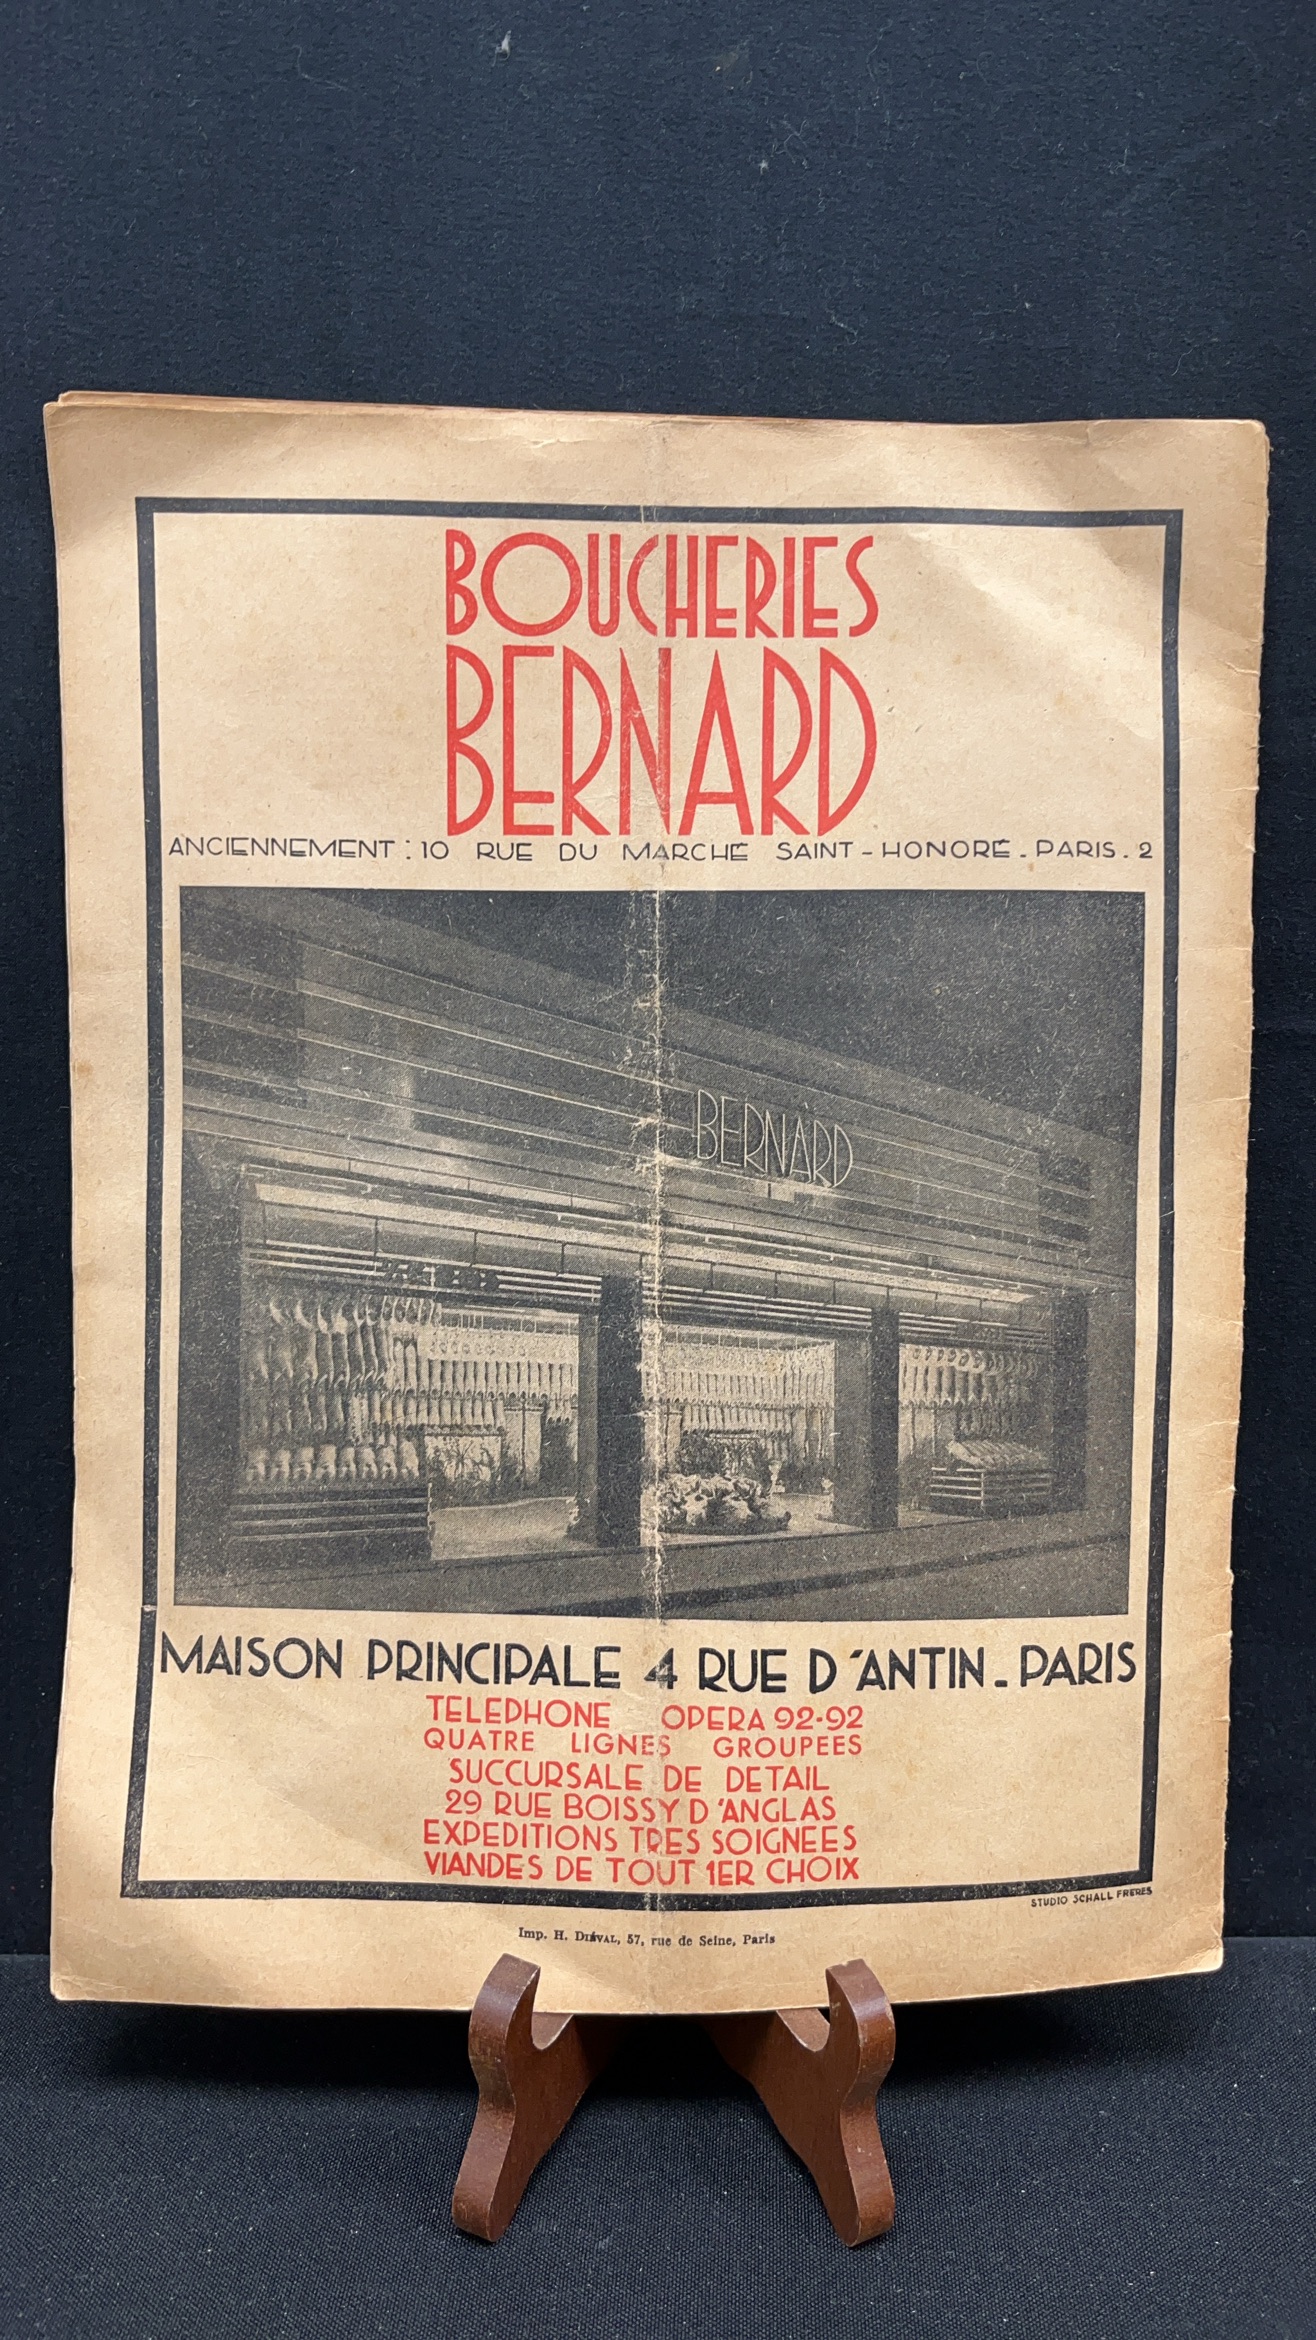 BOUCHERIES
BERNARD
ANCIENNEMENT : 10 RUE DU MARCHÉ SAINT-HONORÉ - PARIS - 2
BERNARD
MAISON PRINCIPALE 4 RUE D'ANTIN - PARIS
TELEPHONE OPERA 92-92
QUATRE LIGNES GROUPEES
SUCCURSALE DE DETAIL
29 RUE BOISSY D'ANGLAS
EXPEDITIONS TRES SOIGNEES
VIANDES DE TOUT 1ER CHOIX
STUDIO SCHALL FRERES
Imp. H. DIÉVAL, 57, rue de Seine, Paris